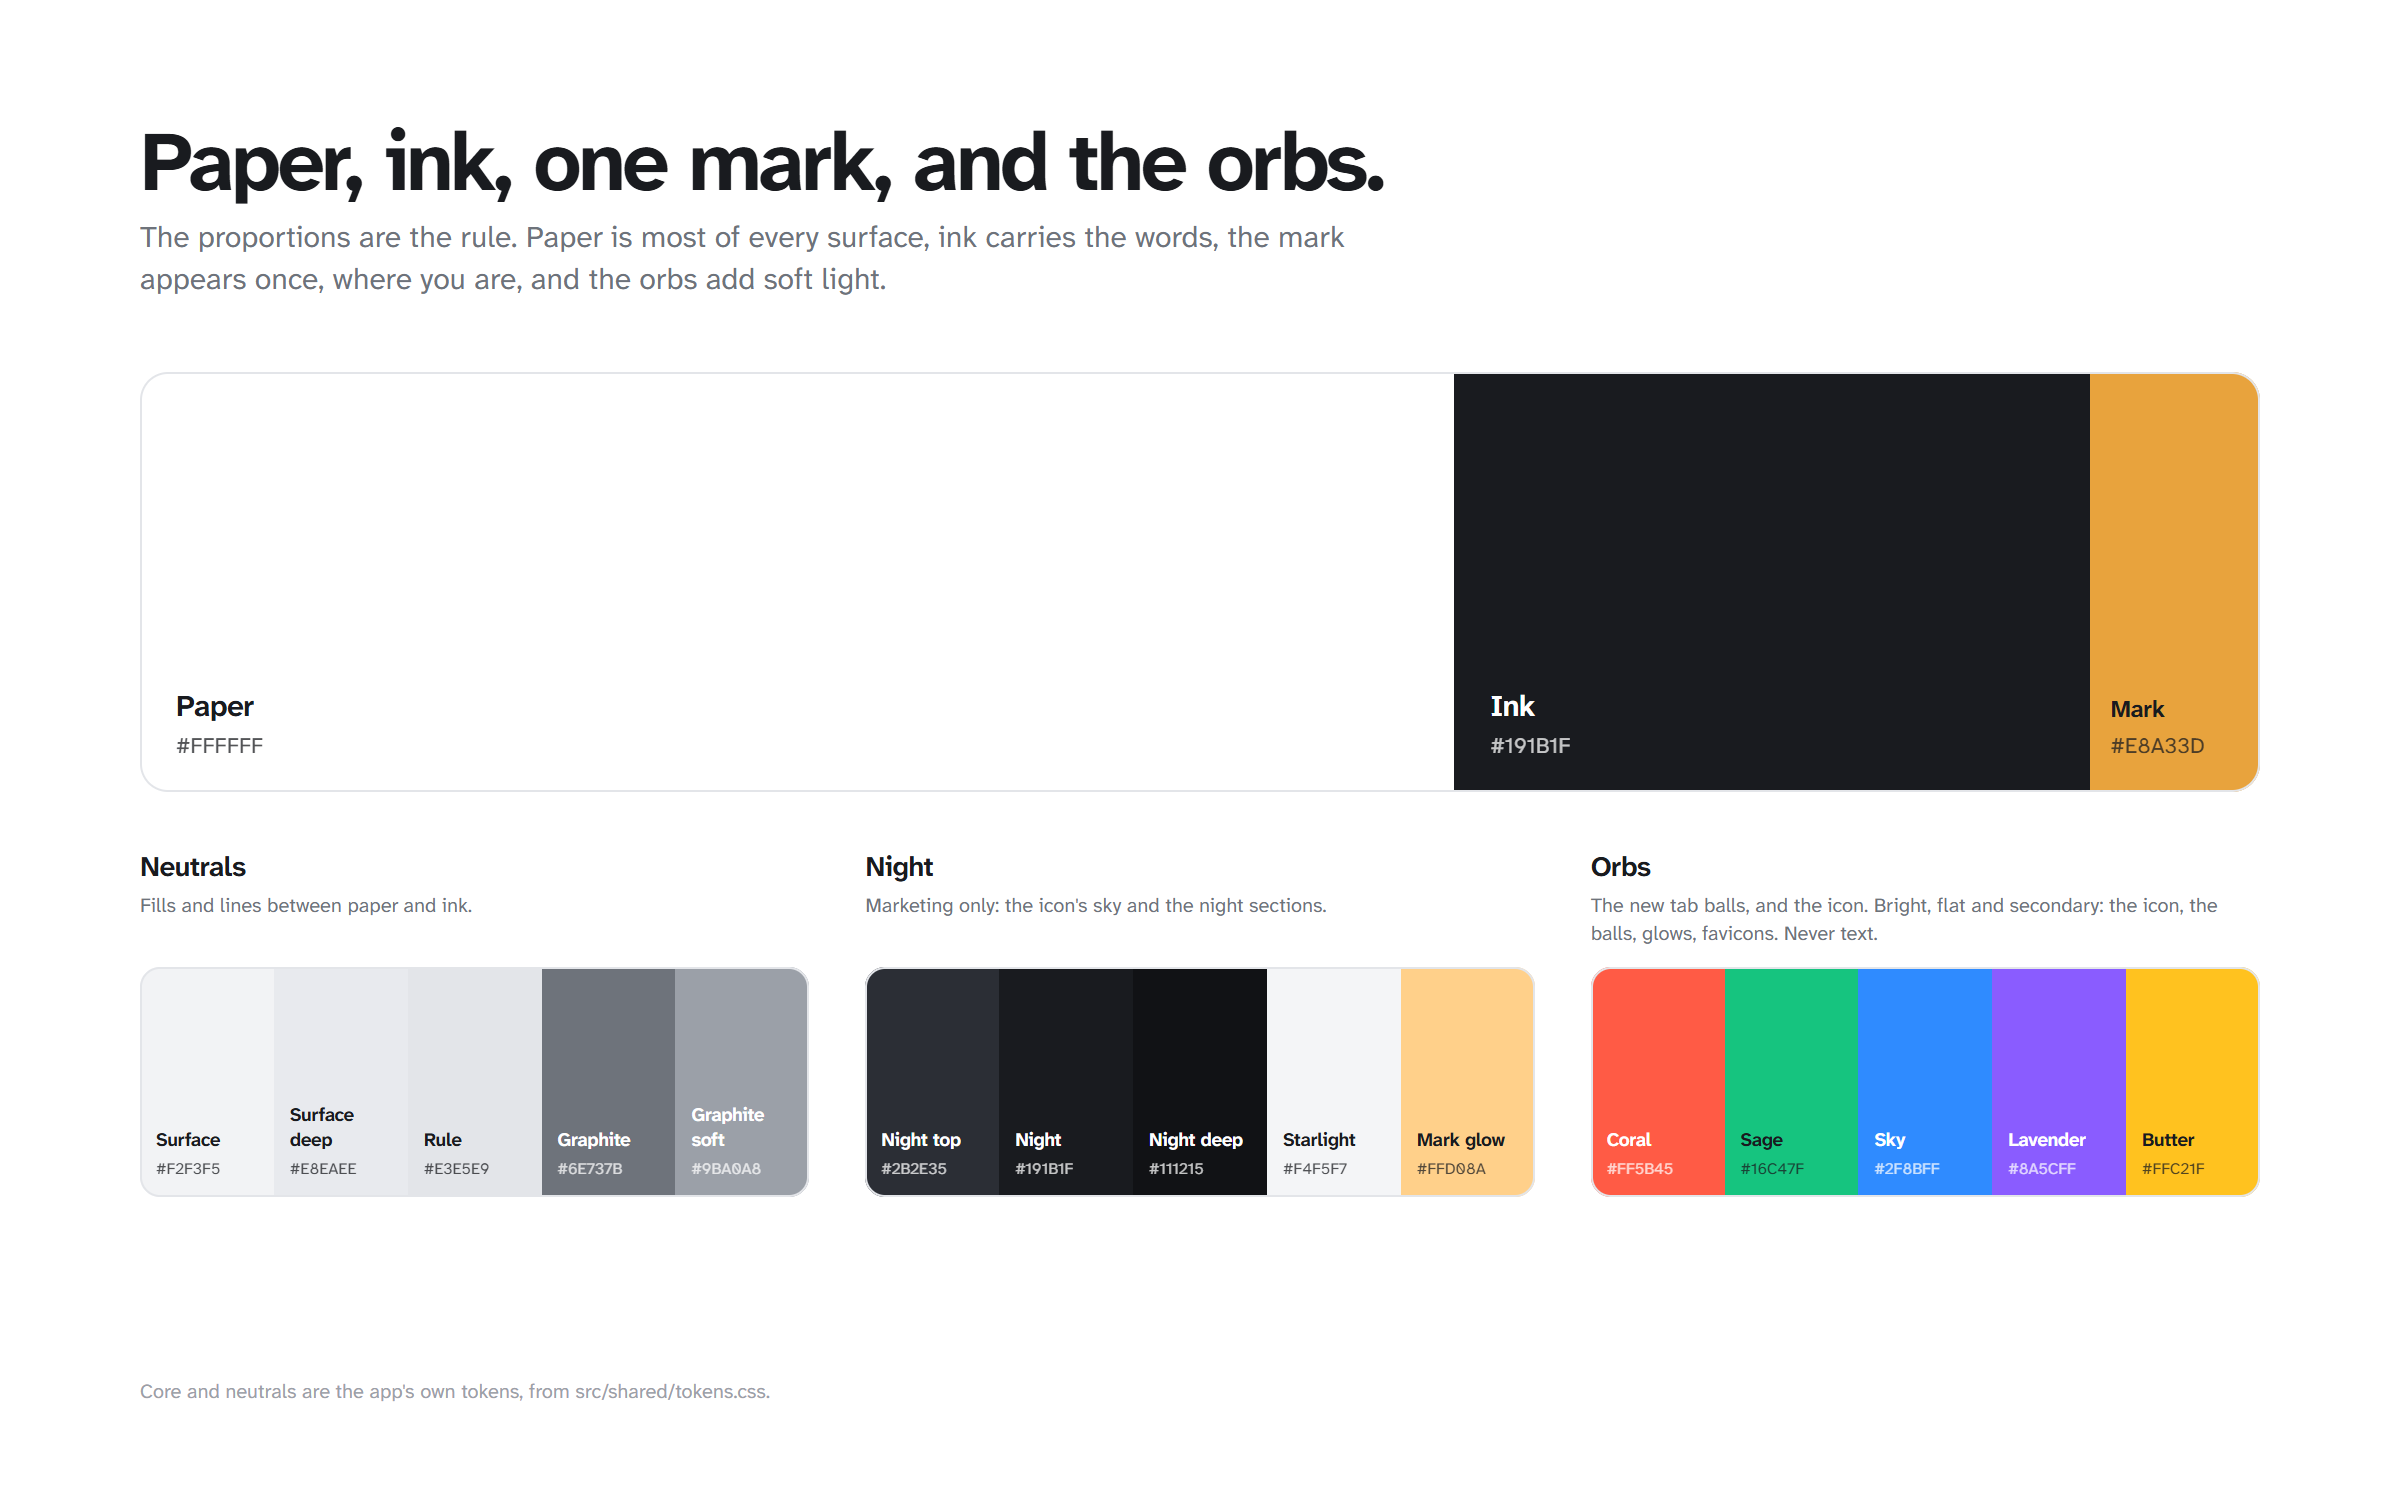 Paper, ink, one mark, and the orbs.
The proportions are the rule. Paper is most of every surface, ink carries the words, the mark
appears once, where you are, and the orbs add soft light.
Paper
#FFFFFF
Ink
#191B1F
Mark
#E8A33D
Neutrals
Fills and lines between paper and ink.
Surface
#F2F3F5
Surface
deep
#E8EAEE
Rule
#E3E5E9
Graphite
#6E737B
Graphite
soft
#9BA0A8
Night
Marketing only: the icon's sky and the night sections.
Night top
#2B2E35
Night
#191B1F
Night deep
#111215
Starlight
#F4F5F7
Mark glow
#FFD08A
Orbs
The new tab balls, and the icon. Bright, flat and secondary: the icon, the
balls, glows, favicons. Never text.
Coral
#FF5B45
Sage
#16C47F
Sky
#2F8BFF
Lavender
#8A5CFF
Butter
#FFC21F
Core and neutrals are the app's own tokens, from src/shared/tokens.css.